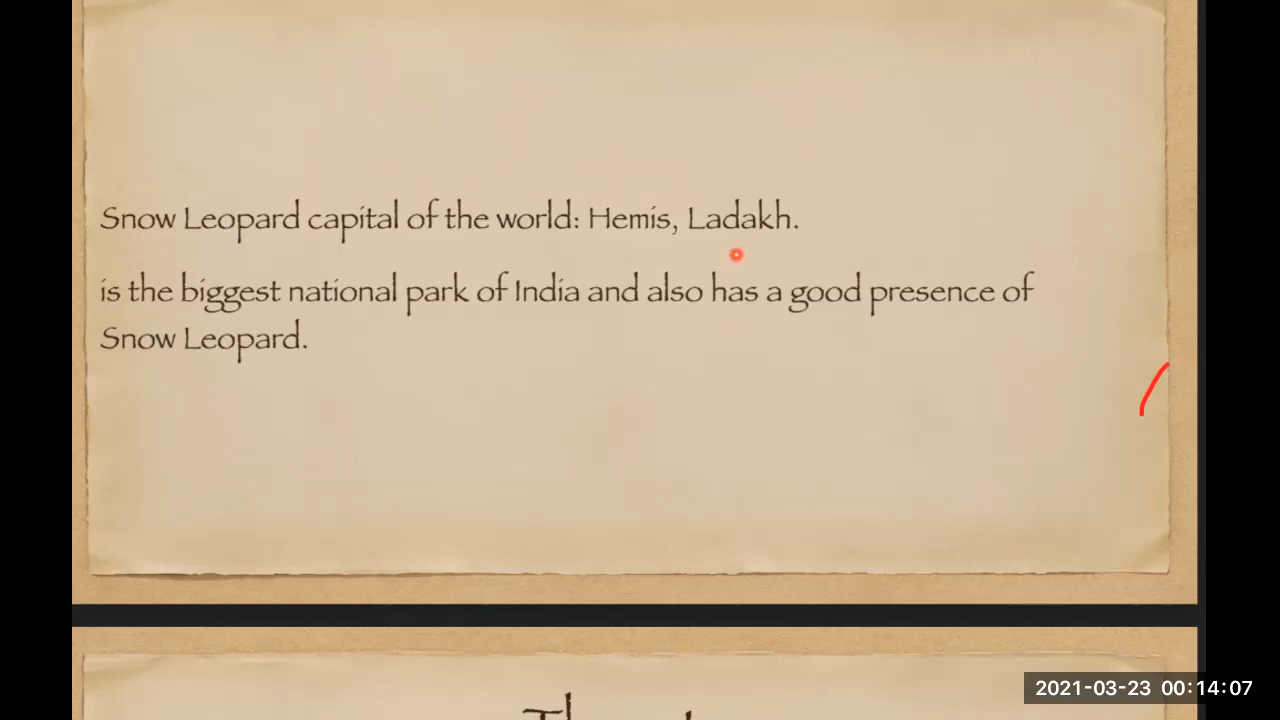 Snow Leopard capital of the world: Hemis, Ladakh.
is the biggest national park of India and also has a good presence of
Snow Leopard.
2021-03-23 00:14:07